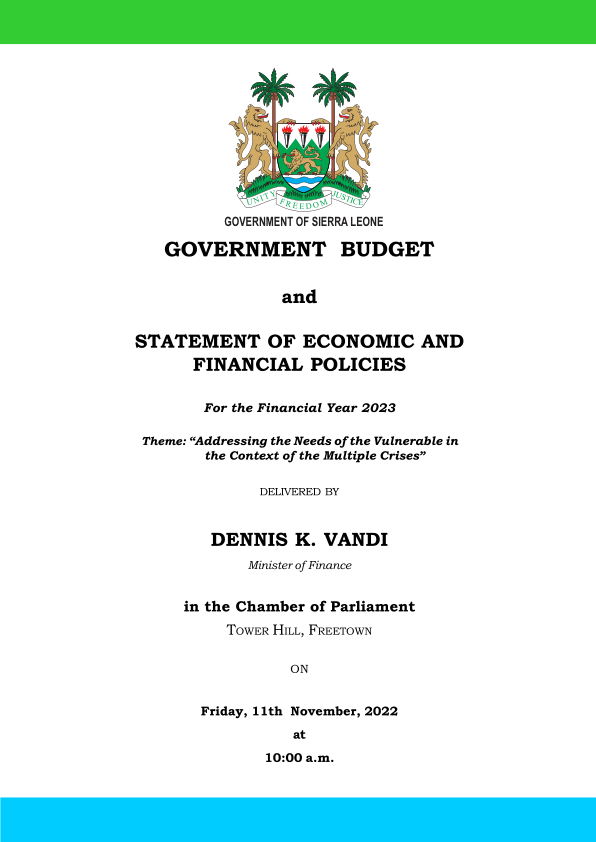 UNITY FREEDOM JUSTICE
GOVERNMENT OF SIERRA LEONE
GOVERNMENT BUDGET
and
STATEMENT OF ECONOMIC AND
FINANCIAL POLICIES
For the Financial Year 2023
Theme: “Addressing the Needs of the Vulnerable in
the Context of the Multiple Crises”
DELIVERED BY
DENNIS K. VANDI
Minister of Finance
in the Chamber of Parliament
TOWER HILL, FREETOWN
ON
Friday, 11th November, 2022
at
10:00 a.m.